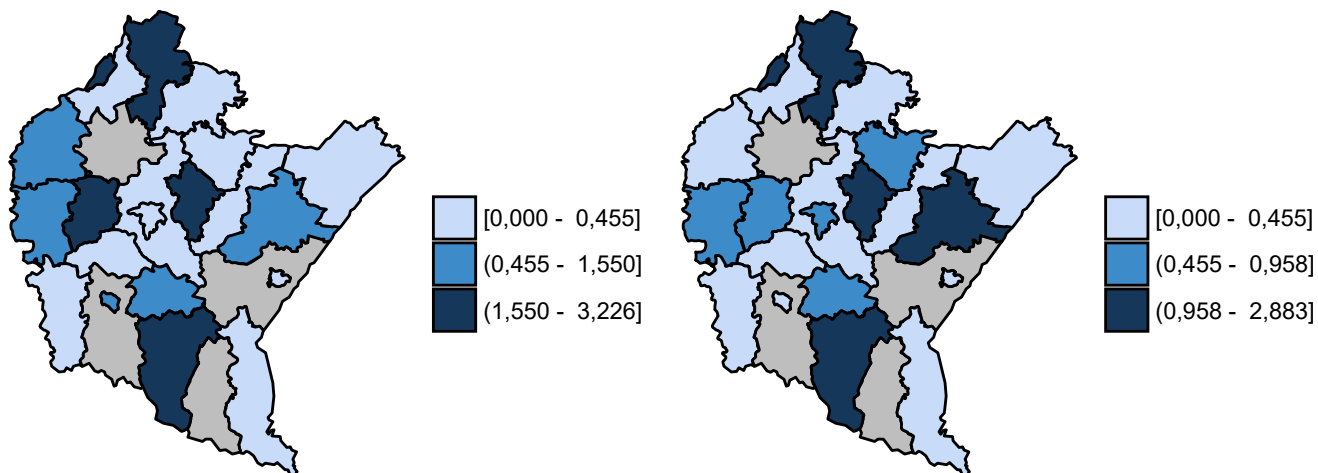 [0,000 - 0,455]
(0,455 - 1,550]
(1,550 - 3,226]
[0,000 - 0,455]
(0,455 - 0,958]
(0,958 - 2,883]